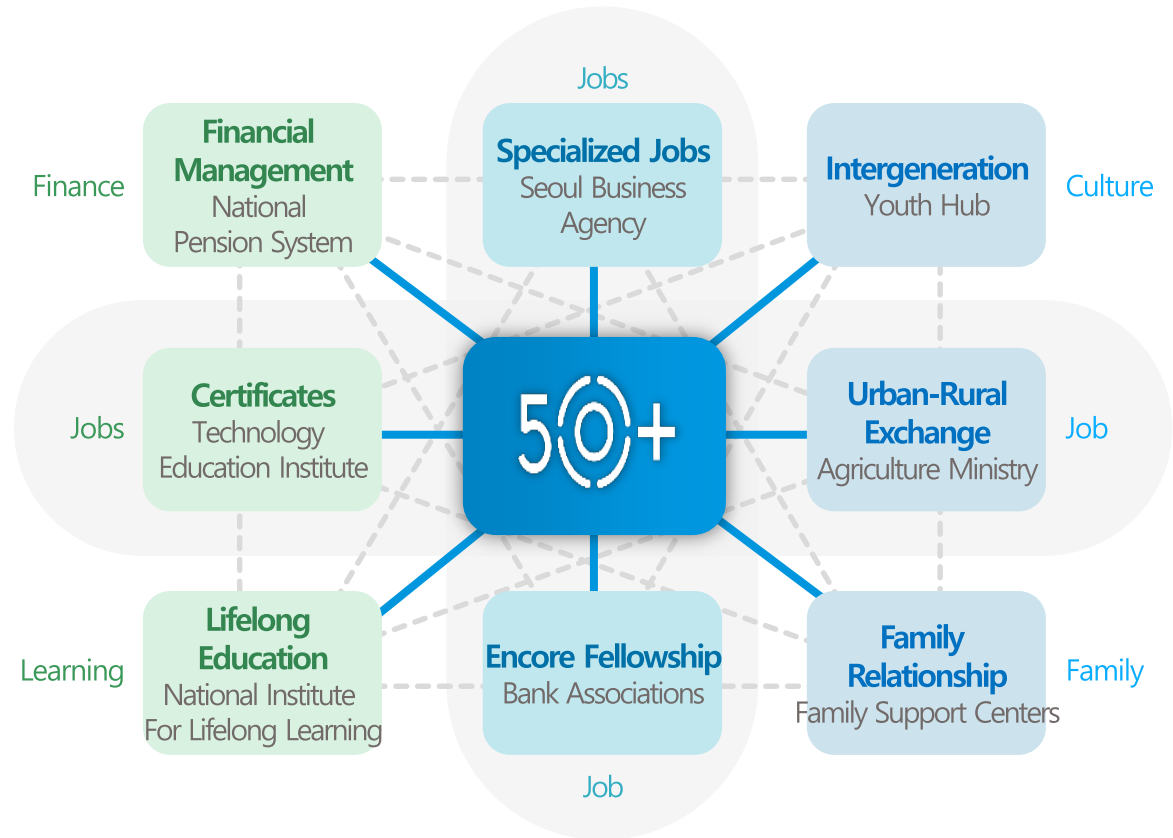 Jobs
Finance
Financial
Management
National
Pension System
Specialized Jobs
Seoul Business
Agency
Intergeneration
Youth Hub
Culture
Jobs
Certificates
Technology
Education Institute
50+
Urban-Rural
Exchange
Agriculture Ministry
Job
Learning
Lifelong
Education
National Institute
For Lifelong Learning
Encore Fellowship
Bank Associations
Family
Relationship
Family Support Centers
Family
Job